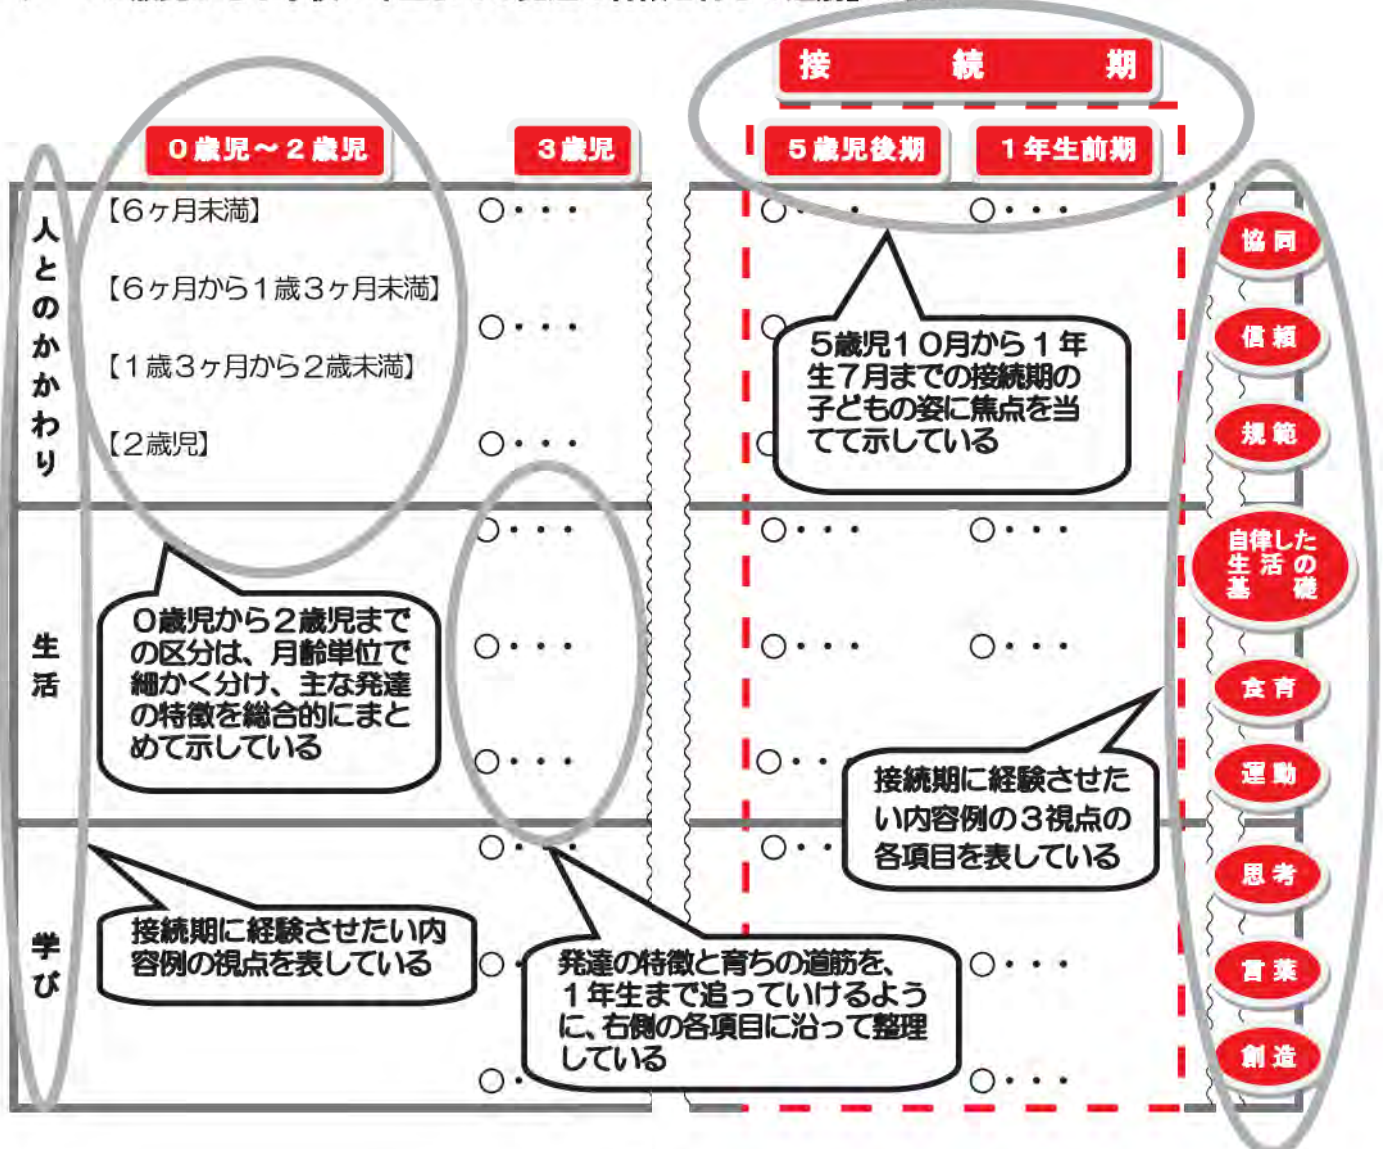 接続期
０歳児～２歳児
３歳児
５歳児後期
１年生前期
人とのかかわり
【６ヶ月未満】
【６ヶ月から１歳３ヶ月未満】
【１歳３ヶ月から２歳未満】
【２歳児】
○・・・
○・・・
○・・・
○・・・
○・・・
５歳児１０月から１年
生７月までの接続期の
子どもの姿に焦点を当
てて示している
協同
信頼
規範
生活
０歳児から２歳児まで
の区分は、月齢単位で
細かく分け、主な発達
の特徴を総合的にまと
めて示している
○・・・
○・・・
○・・・
○・・・
○・・・
○・・
○・・・
○・・・
接続期に経験させた
い内容例の３視点の
各項目を表している
自律した
生活の
基礎
食育
運動
学び
接続期に経験させたい内
容例の視点を表している
○・・・
○・・
○・・・
○・・・
発達の特徴と育ちの道筋を、
１年生まで追っていけるよう
に、右側の各項目に沿って整理
している
思考
言葉
創造